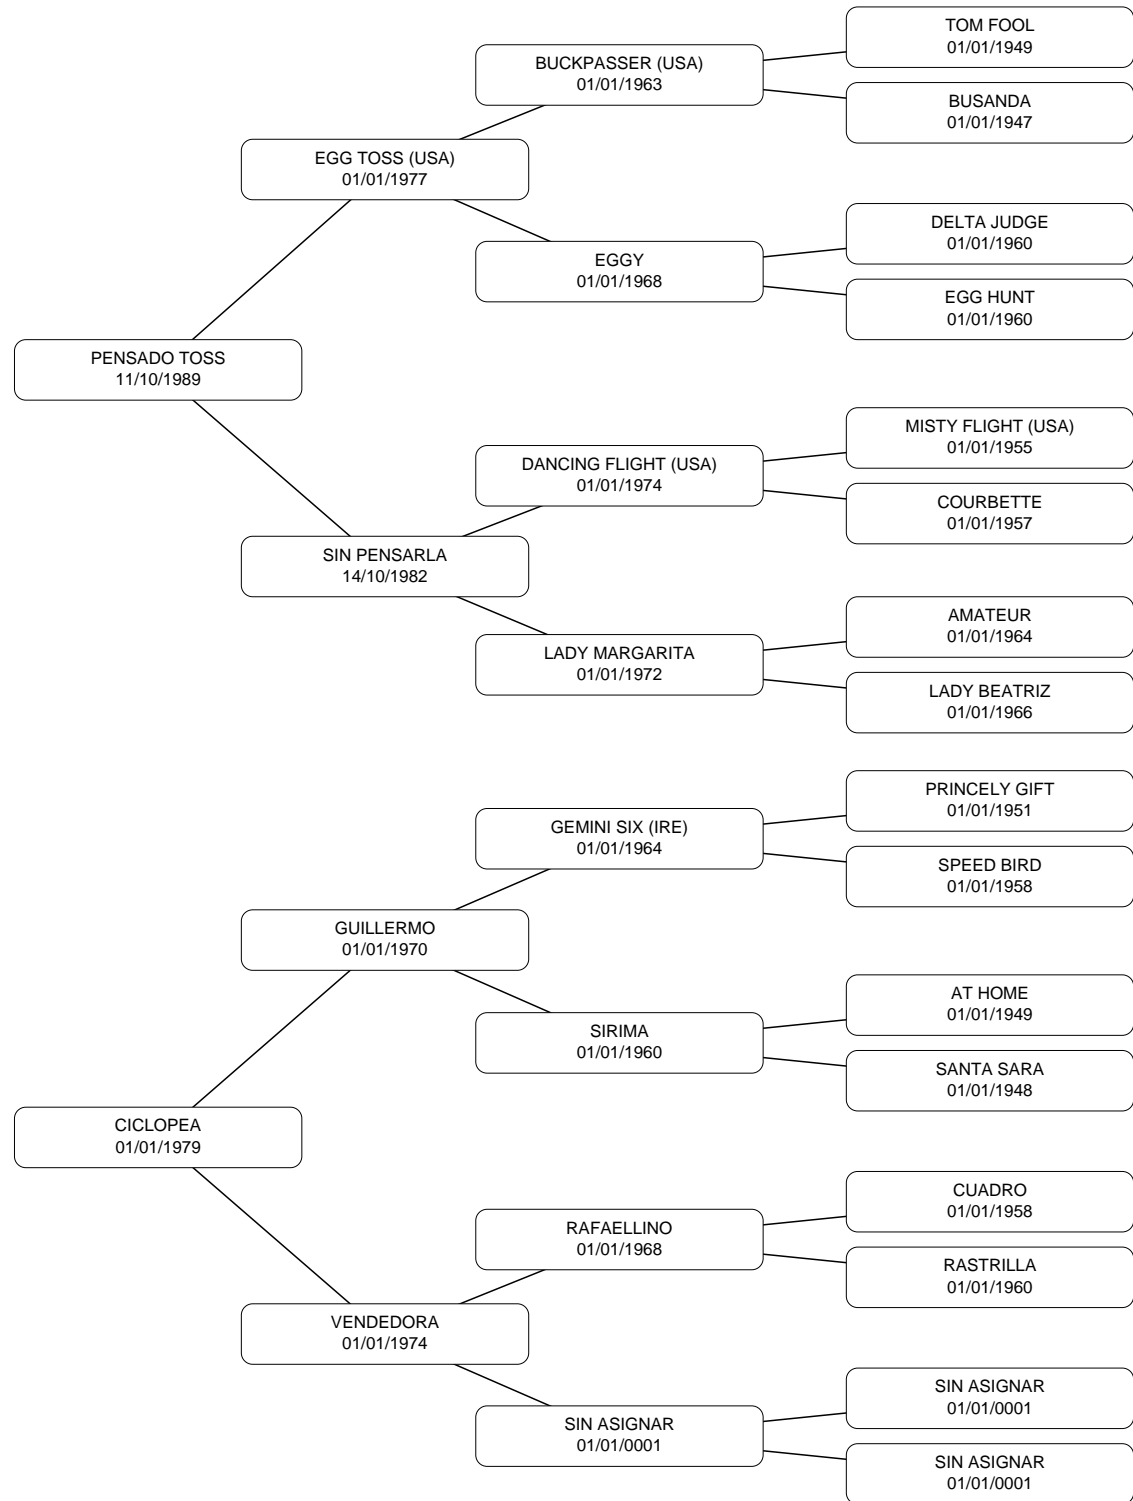 TOM FOOL
01/01/1949
BUCKPASSER (USA)
01/01/1963
BUSANDA
01/01/1947
EGG TOSS (USA)
01/01/1977
DELTA JUDGE
01/01/1960
EGGY
01/01/1968
EGG HUNT
01/01/1960
PENSADO TOSS
11/10/1989
MISTY FLIGHT (USA)
01/01/1955
DANCING FLIGHT (USA)
01/01/1974
COURBETTE
01/01/1957
SIN PENSARLA
14/10/1982
AMATEUR
01/01/1964
LADY MARGARITA
01/01/1972
LADY BEATRIZ
01/01/1966
PRINCELY GIFT
01/01/1951
GEMINI SIX (IRE)
01/01/1964
SPEED BIRD
01/01/1958
GUILLERMO
01/01/1970
AT HOME
01/01/1949
SIRIMA
01/01/1960
SANTA SARA
01/01/1948
CICLOPEA
01/01/1979
CUADRO
01/01/1958
RAFAELLINO
01/01/1968
RASTRILLA
01/01/1960
VENDEDORA
01/01/1974
SIN ASIGNAR
01/01/0001
SIN ASIGNAR
01/01/0001
SIN ASIGNAR
01/01/0001